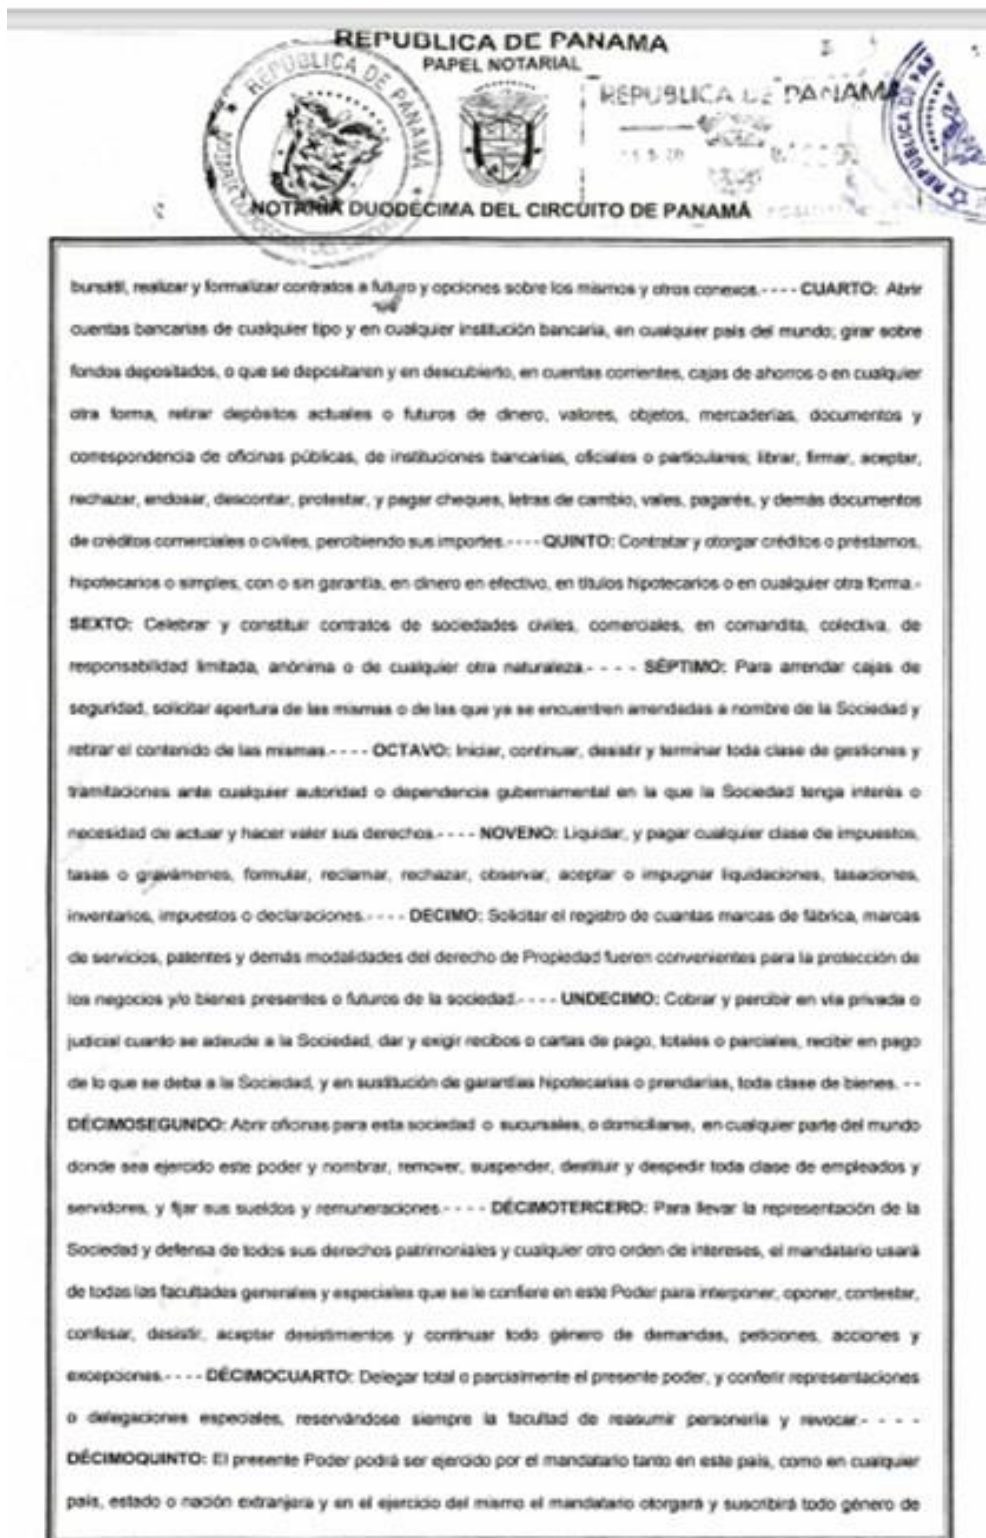 REPUBLICA DE PANAMA
PAPEL NOTARIAL
REPUBLICA DE PANAMA
REPUBLICA DE PANAMA
NOTARIA DUODÉCIMA DEL CIRCUITO DE PANAMÁ
bursátil, realizar y formalizar contratos a futuro y opciones sobre los mismos y otros conexos.- - - - CUARTO: Abrir
cuentas bancarias de cualquier tipo y en cualquier institución bancaria, en cualquier país del mundo; girar sobre
fondos depositados, o que se depositaren y en descubierto, en cuentas corrientes, cajas de ahorros o en cualquier
otra forma, retirar depósitos actuales o futuros de dinero, valores, objetos, mercaderías, documentos y
correspondencia de oficinas públicas, de instituciones bancarias, oficiales o particulares; librar, firmar, aceptar,
rechazar, endosar, descontar, protestar, y pagar cheques, letras de cambio, vales, pagarés, y demás documentos
de créditos comerciales o civiles, percibiendo sus importes.- - - - QUINTO: Contratar y otorgar créditos o préstamos,
hipotecarios o simples, con o sin garantía, en dinero en efectivo, en títulos hipotecarios o en cualquier otra forma.-
SEXTO: Celebrar y constituir contratos de sociedades civiles, comerciales, en comandita, colectiva, de
responsabilidad limitada, anónima o de cualquier otra naturaleza.- - - - SÉPTIMO: Para arrendar cajas de
seguridad, solicitar apertura de las mismas o de las que ya se encuentren arrendadas a nombre de la Sociedad y
retirar el contenido de las mismas.- - - - OCTAVO: Iniciar, continuar, desistir y terminar toda clase de gestiones y
tramitaciones ante cualquier autoridad o dependencia gubernamental en la que la Sociedad tenga interés o
necesidad de actuar y hacer valer sus derechos.- - - - NOVENO: Liquidar, y pagar cualquier clase de impuestos,
tasas o gravámenes, formular, reclamar, rechazar, observar, aceptar o impugnar liquidaciones, tasaciones,
inventarios, impuestos o declaraciones.- - - - DECIMO: Solicitar el registro de cuantas marcas de fábrica, marcas
de servicios, patentes y demás modalidades del derecho de Propiedad fueren convenientes para la protección de
los negocios y/o bienes presentes o futuros de la sociedad.- - - - UNDECIMO: Cobrar y percibir en vía privada o
judicial cuanto se adeude a la Sociedad, dar y exigir recibos o cartas de pago, totales o parciales, recibir en pago
de lo que se deba a la Sociedad, y en sustitución de garantías hipotecarias o prendarias, toda clase de bienes. - -
DÉCIMOSEGUNDO: Abrir oficinas para esta sociedad o sucursales, o domiciliarse, en cualquier parte del mundo
donde sea ejercido este poder y nombrar, remover, suspender, destituir y despedir toda clase de empleados y
servidores, y fijar sus sueldos y remuneraciones.- - - - DÉCIMOTERCERO: Para llevar la representación de la
Sociedad y defensa de todos sus derechos patrimoniales y cualquier otro orden de intereses, el mandatario usará
de todas las facultades generales y especiales que se le confiere en este Poder para interponer, oponer, contestar,
confesar, desistir, aceptar desistimientos y continuar todo género de demandas, peticiones, acciones y
excepciones.- - - - DÉCIMOCUARTO: Delegar total o parcialmente el presente poder, y conferir representaciones
o delegaciones especiales, reservándose siempre la facultad de reasumir personería y revocar.- - - -
DÉCIMOQUINTO: El presente Poder podrá ser ejercido por el mandatario tanto en este país, como en cualquier
país, estado o nación extranjera y en el ejercicio del mismo el mandatario otorgará y suscribirá todo género de